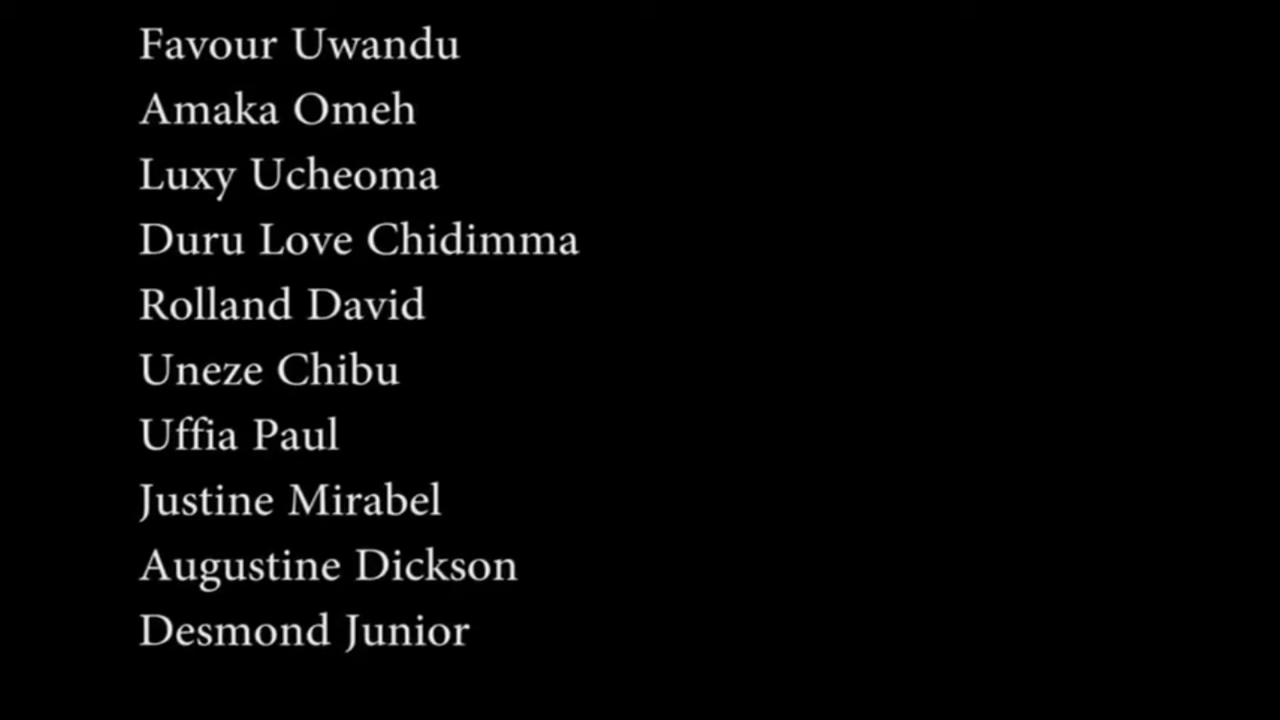 Favour Uwandu
Amaka Omeh
Luxy Ucheoma
Duru Love Chidimma
Rolland David
Uneze Chibu
Uffia Paul
Justine Mirabel
Augustine Dickson
Desmond Junior